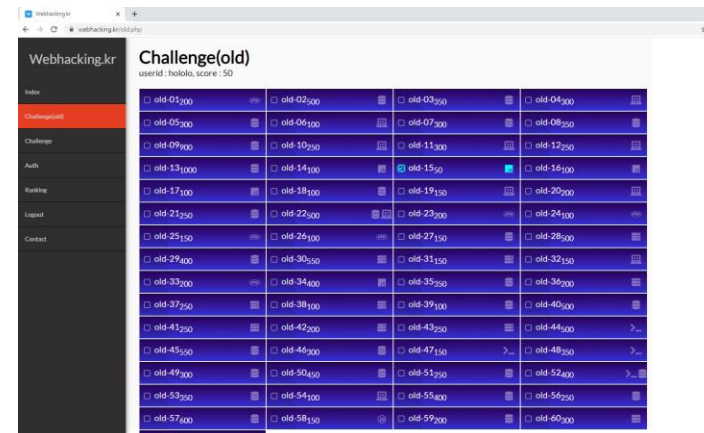 Webhacking.kr
webhacking.kr/old.php
Webhacking.kr
Index
Challenge(old)
Challenge
Auth
Ranking
Logout
Contact
Challenge(old)
userid : hololo, score : 50
old-01200 old-02500 old-03350 old-04300
old-05300 old-06100 old-07300 old-08350
old-09900 old-10250 old-11300 old-12250
old-131000 old-14100 old-1550 old-16100
old-17100 old-18100 old-19150 old-20200
old-21250 old-22500 old-23200 old-24100
old-25150 old-26100 old-27150 old-28500
old-29400 old-30550 old-31150 old-32150
old-33200 old-34400 old-35350 old-36200
old-37250 old-38100 old-39100 old-40500
old-41250 old-42200 old-43250 old-44500
old-45550 old-46300 old-47150 old-48350
old-49300 old-50450 old-51250 old-52400
old-53350 old-54100 old-55400 old-56250
old-57600 old-58150 old-59200 old-60300